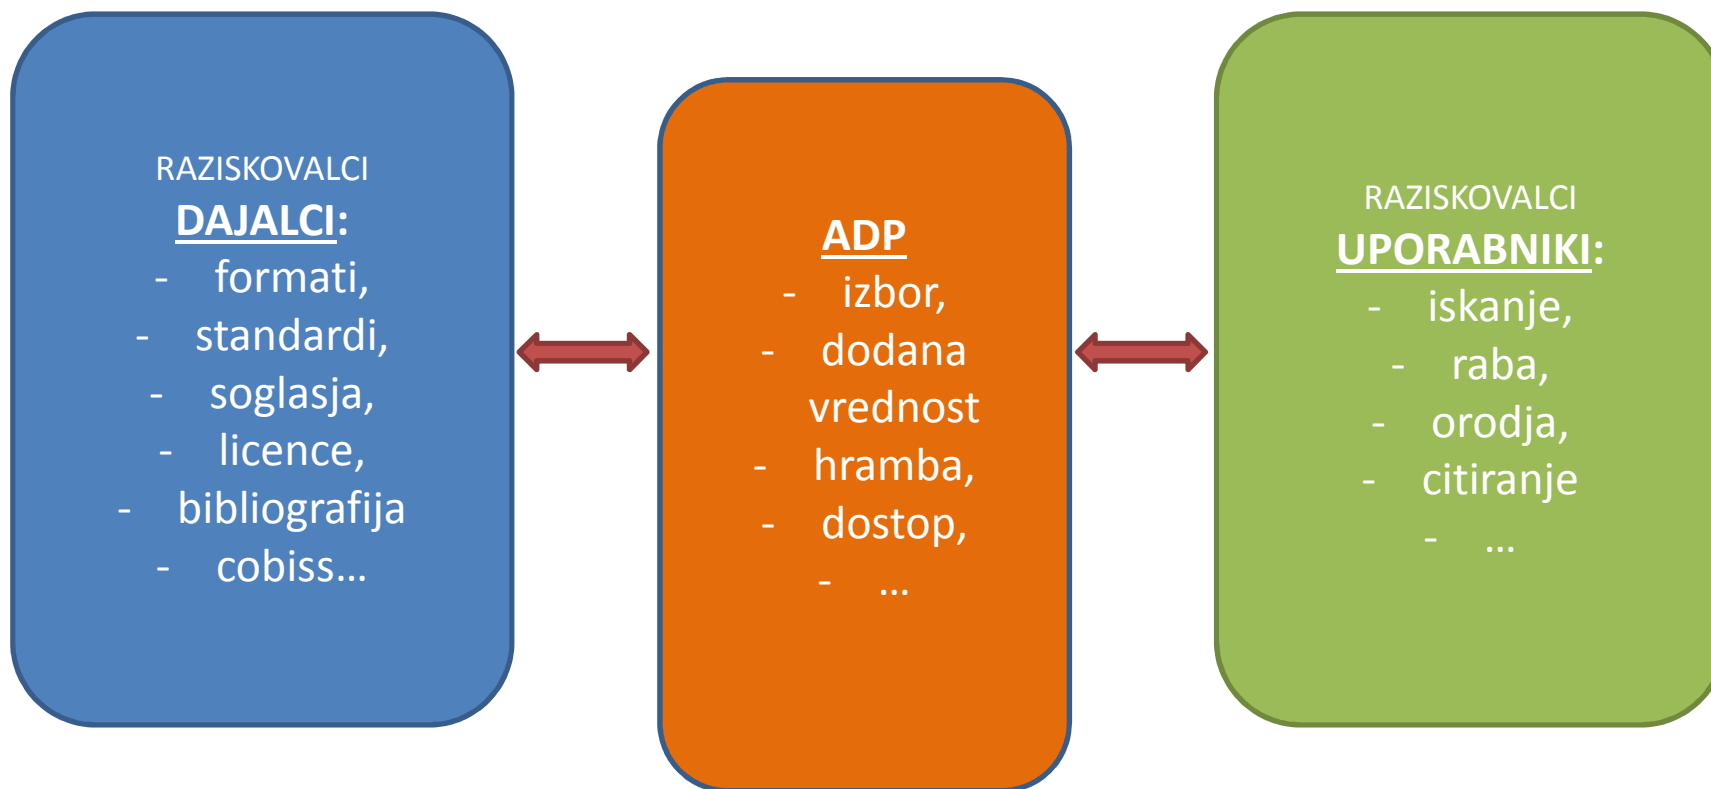 RAZISKOVALCI
DAJALCI:
- formati,
- standardi,
- soglasja,
- licence,
- bibliografija
- cobiss...
ADP
- izbor,
- dodana
vrednost
- hramba,
- dostop,
- ...
RAZISKOVALCI
UPORABNIKI:
- iskanje,
- raba,
- orodja,
- citiranje
- ...